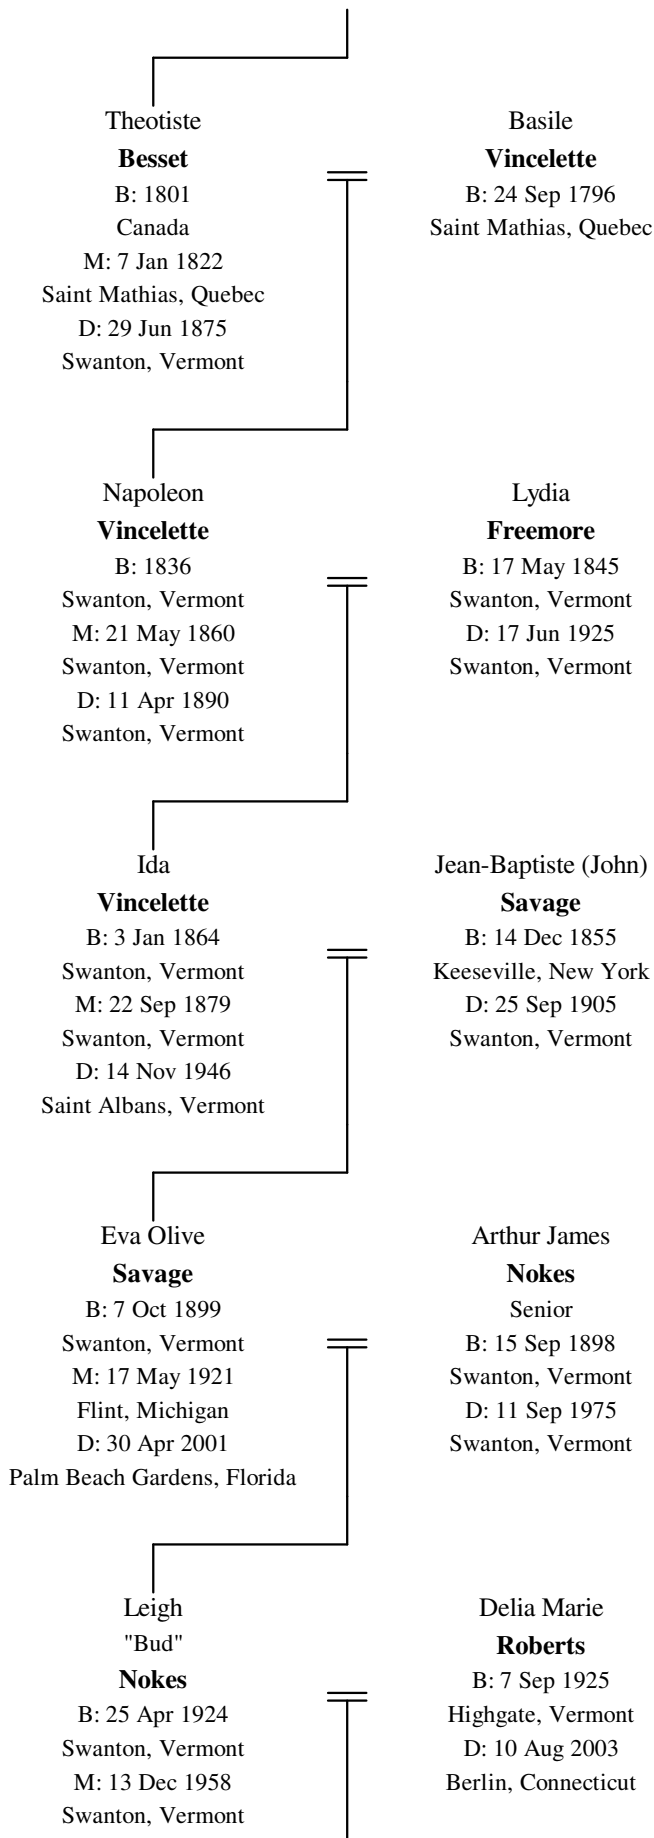 Theotiste
Besset
B: 1801
Canada
M: 7 Jan 1822
Saint Mathias, Quebec
D: 29 Jun 1875
Swanton, Vermont
Basile
Vincelette
B: 24 Sep 1796
Saint Mathias, Quebec
Napoleon
Vincelette
B: 1836
Swanton, Vermont
M: 21 May 1860
Swanton, Vermont
D: 11 Apr 1890
Swanton, Vermont
Lydia
Freemore
B: 17 May 1845
Swanton, Vermont
D: 17 Jun 1925
Swanton, Vermont
Ida
Vincelette
B: 3 Jan 1864
Swanton, Vermont
M: 22 Sep 1879
Swanton, Vermont
D: 14 Nov 1946
Saint Albans, Vermont
Jean-Baptiste (John)
Savage
B: 14 Dec 1855
Keeseville, New York
D: 25 Sep 1905
Swanton, Vermont
Eva Olive
Savage
B: 7 Oct 1899
Swanton, Vermont
M: 17 May 1921
Flint, Michigan
D: 30 Apr 2001
Palm Beach Gardens, Florida
Arthur James
Nokes
Senior
B: 15 Sep 1898
Swanton, Vermont
D: 11 Sep 1975
Swanton, Vermont
Leigh
"Bud"
Nokes
B: 25 Apr 1924
Swanton, Vermont
M: 13 Dec 1958
Swanton, Vermont
Delia Marie
Roberts
B: 7 Sep 1925
Highgate, Vermont
D: 10 Aug 2003
Berlin, Connecticut